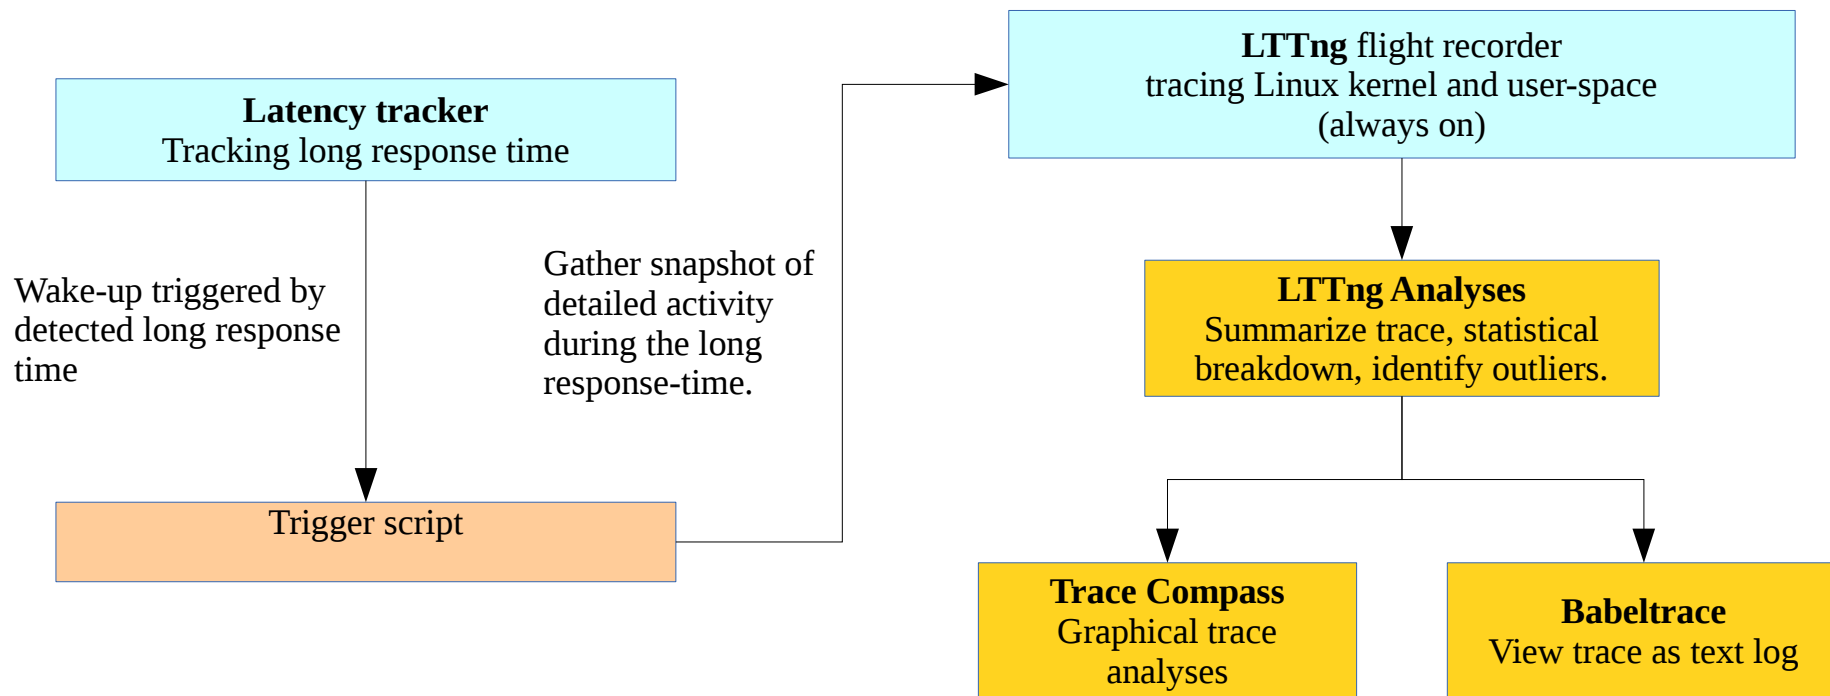 Latency tracker
Tracking long response time
Wake-up triggered by
detected long response
time
Trigger script
Gather snapshot of
detailed activity
during the long
response-time.
LTTng flight recorder
tracing Linux kernel and user-space
(always on)
LTTng Analyses
Summarize trace, statistical
breakdown, identify outliers.
Trace Compass
Graphical trace
analyses
Babeltrace
View trace as text log